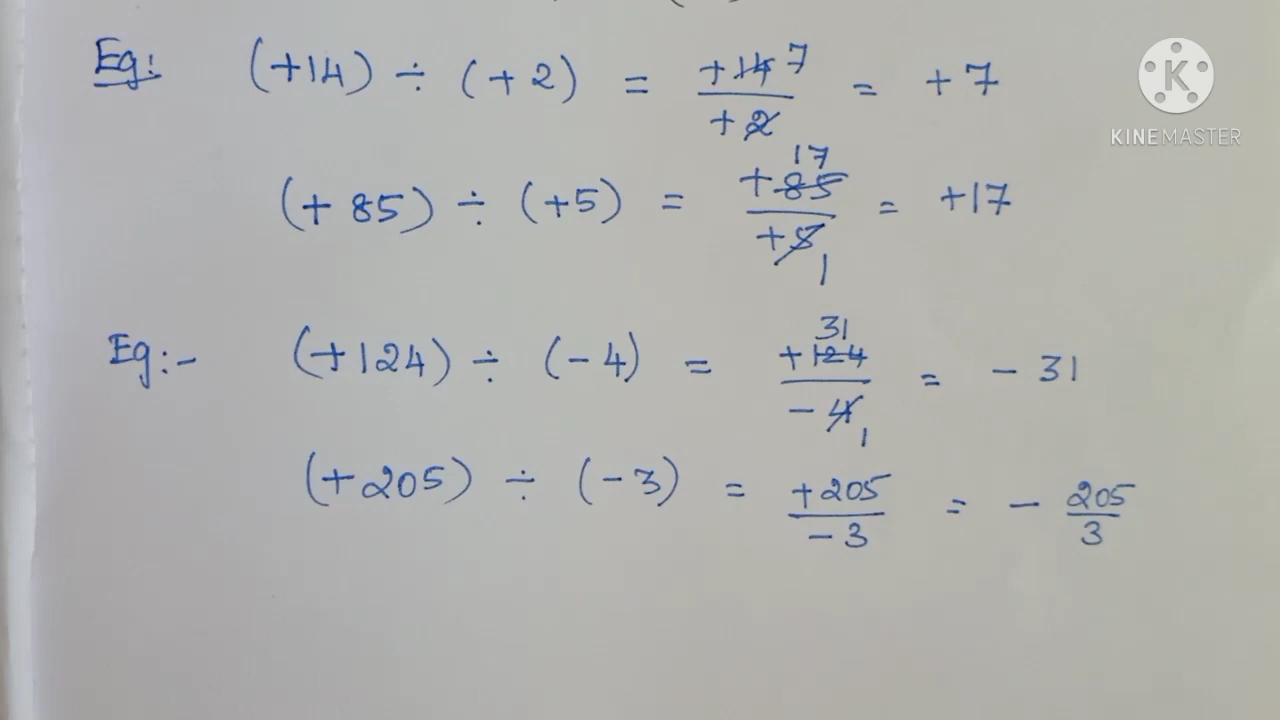 Eg: (+14) ÷ (+2) = +14 7 / +2 = +7
KINEMASTER
(+85) ÷ (+5) = 17 +85 / +5 1 = +17
Eg:- (+124) ÷ (-4) = 31 +124 / -4 1 = - 31
(+205) ÷ (-3) = +205 / -3 = - 205 / 3